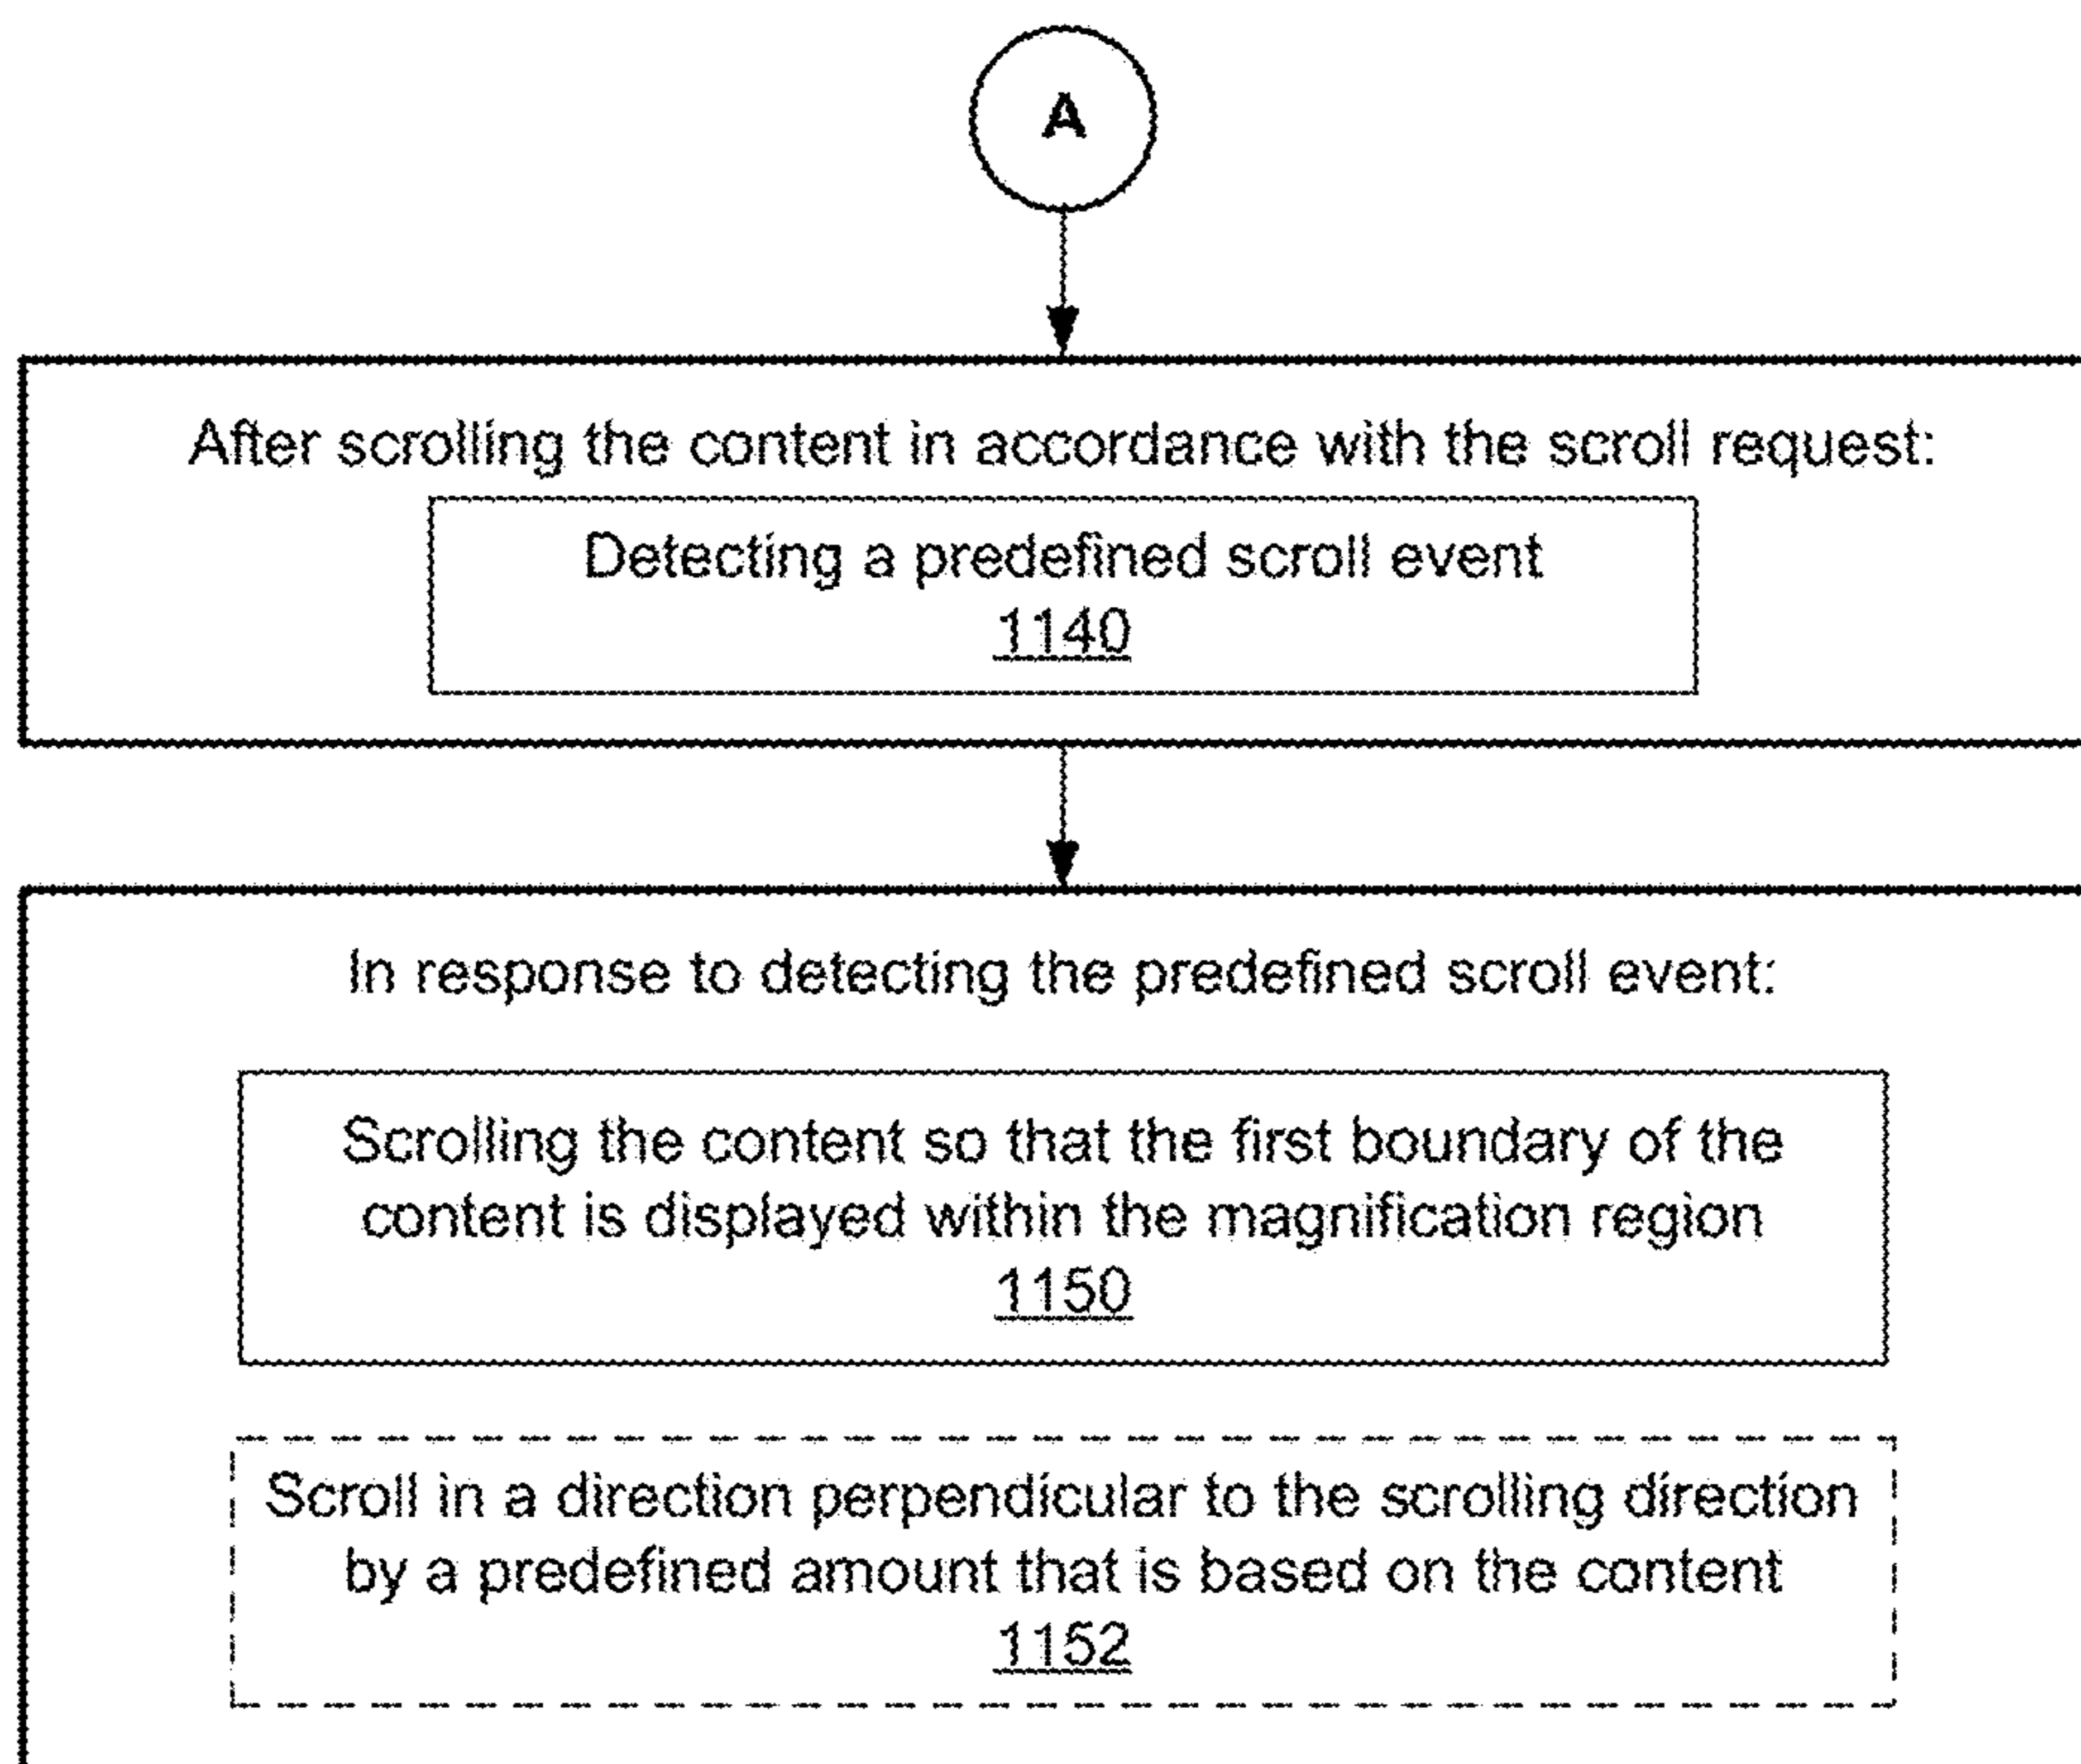 A
After scrolling the content in accordance with the scroll request:
Detecting a predefined scroll event
1140
In response to detecting the predefined scroll event:
Scrolling the content so that the first boundary of the
content is displayed within the magnification region
1150
Scroll in a direction perpendicular to the scrolling direction
by a predefined amount that is based on the content
1152